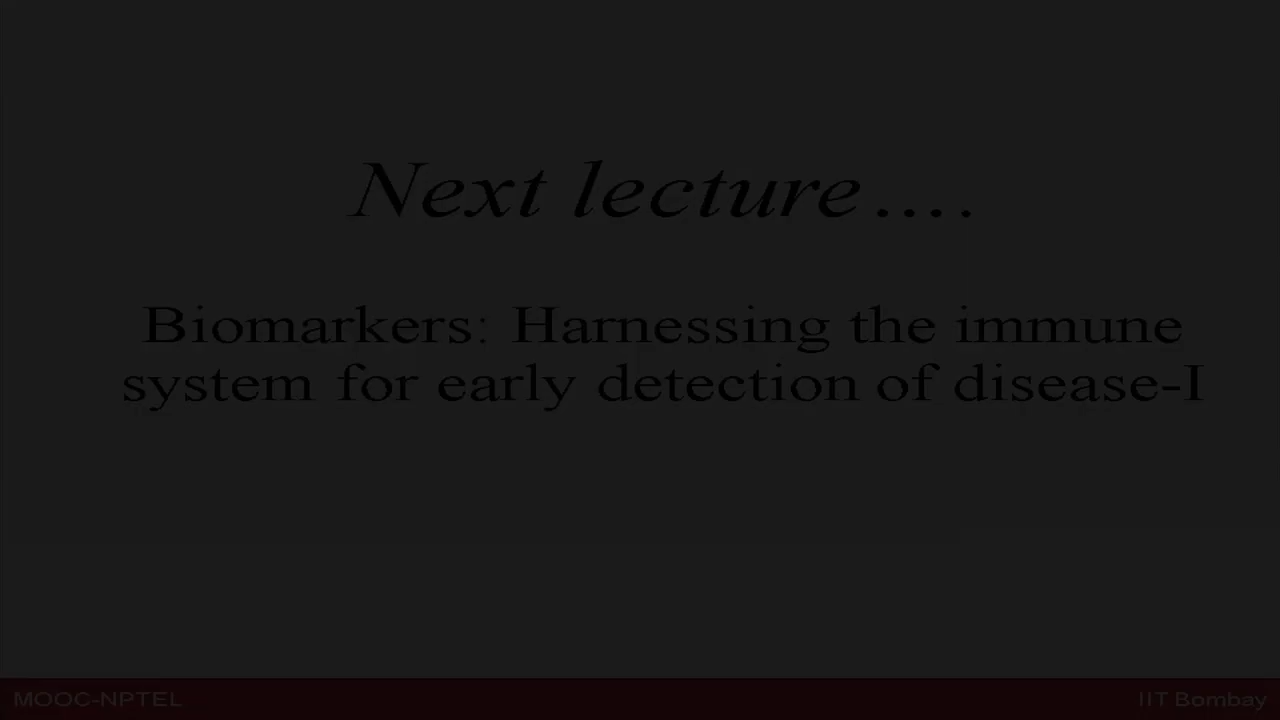 Next lecture....
Biomarkers: Harnessing the immune
system for early detection of disease-I
MOOC-NPTEL
IIT Bombay